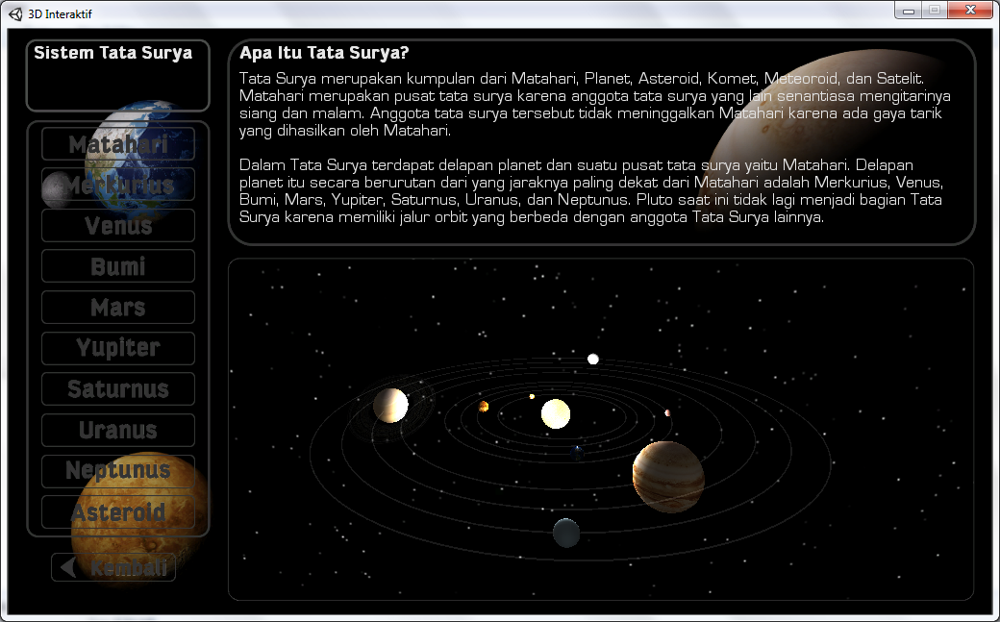 3D Interaktif
Sistem Tata Surya
Matahari
Merkurius
Venus
Bumi
Mars
Yupiter
Saturnus
Uranus
Neptunus
Asteroid
Kembali
Apa Itu Tata Surya?
Tata Surya merupakan kumpulan dari Matahari, Planet, Asteroid, Komet, Meteoroid, dan Satelit.
Matahari merupakan pusat tata surya karena anggota tata surya yang lain senantiasa mengitarinya
siang dan malam. Anggota tata surya tersebut tidak meninggalkan Matahari karena ada gaya tarik
yang dihasilkan oleh Matahari.
Dalam Tata Surya terdapat delapan planet dan suatu pusat tata surya yaitu Matahari. Delapan
planet itu secara berurutan dari yang jaraknya paling dekat dari Matahari adalah Merkurius, Venus,
Bumi, Mars, Yupiter, Saturnus, Uranus, dan Neptunus. Pluto saat ini tidak lagi menjadi bagian Tata
Surya karena memiliki jalur orbit yang berbeda dengan anggota Tata Surya lainnya.